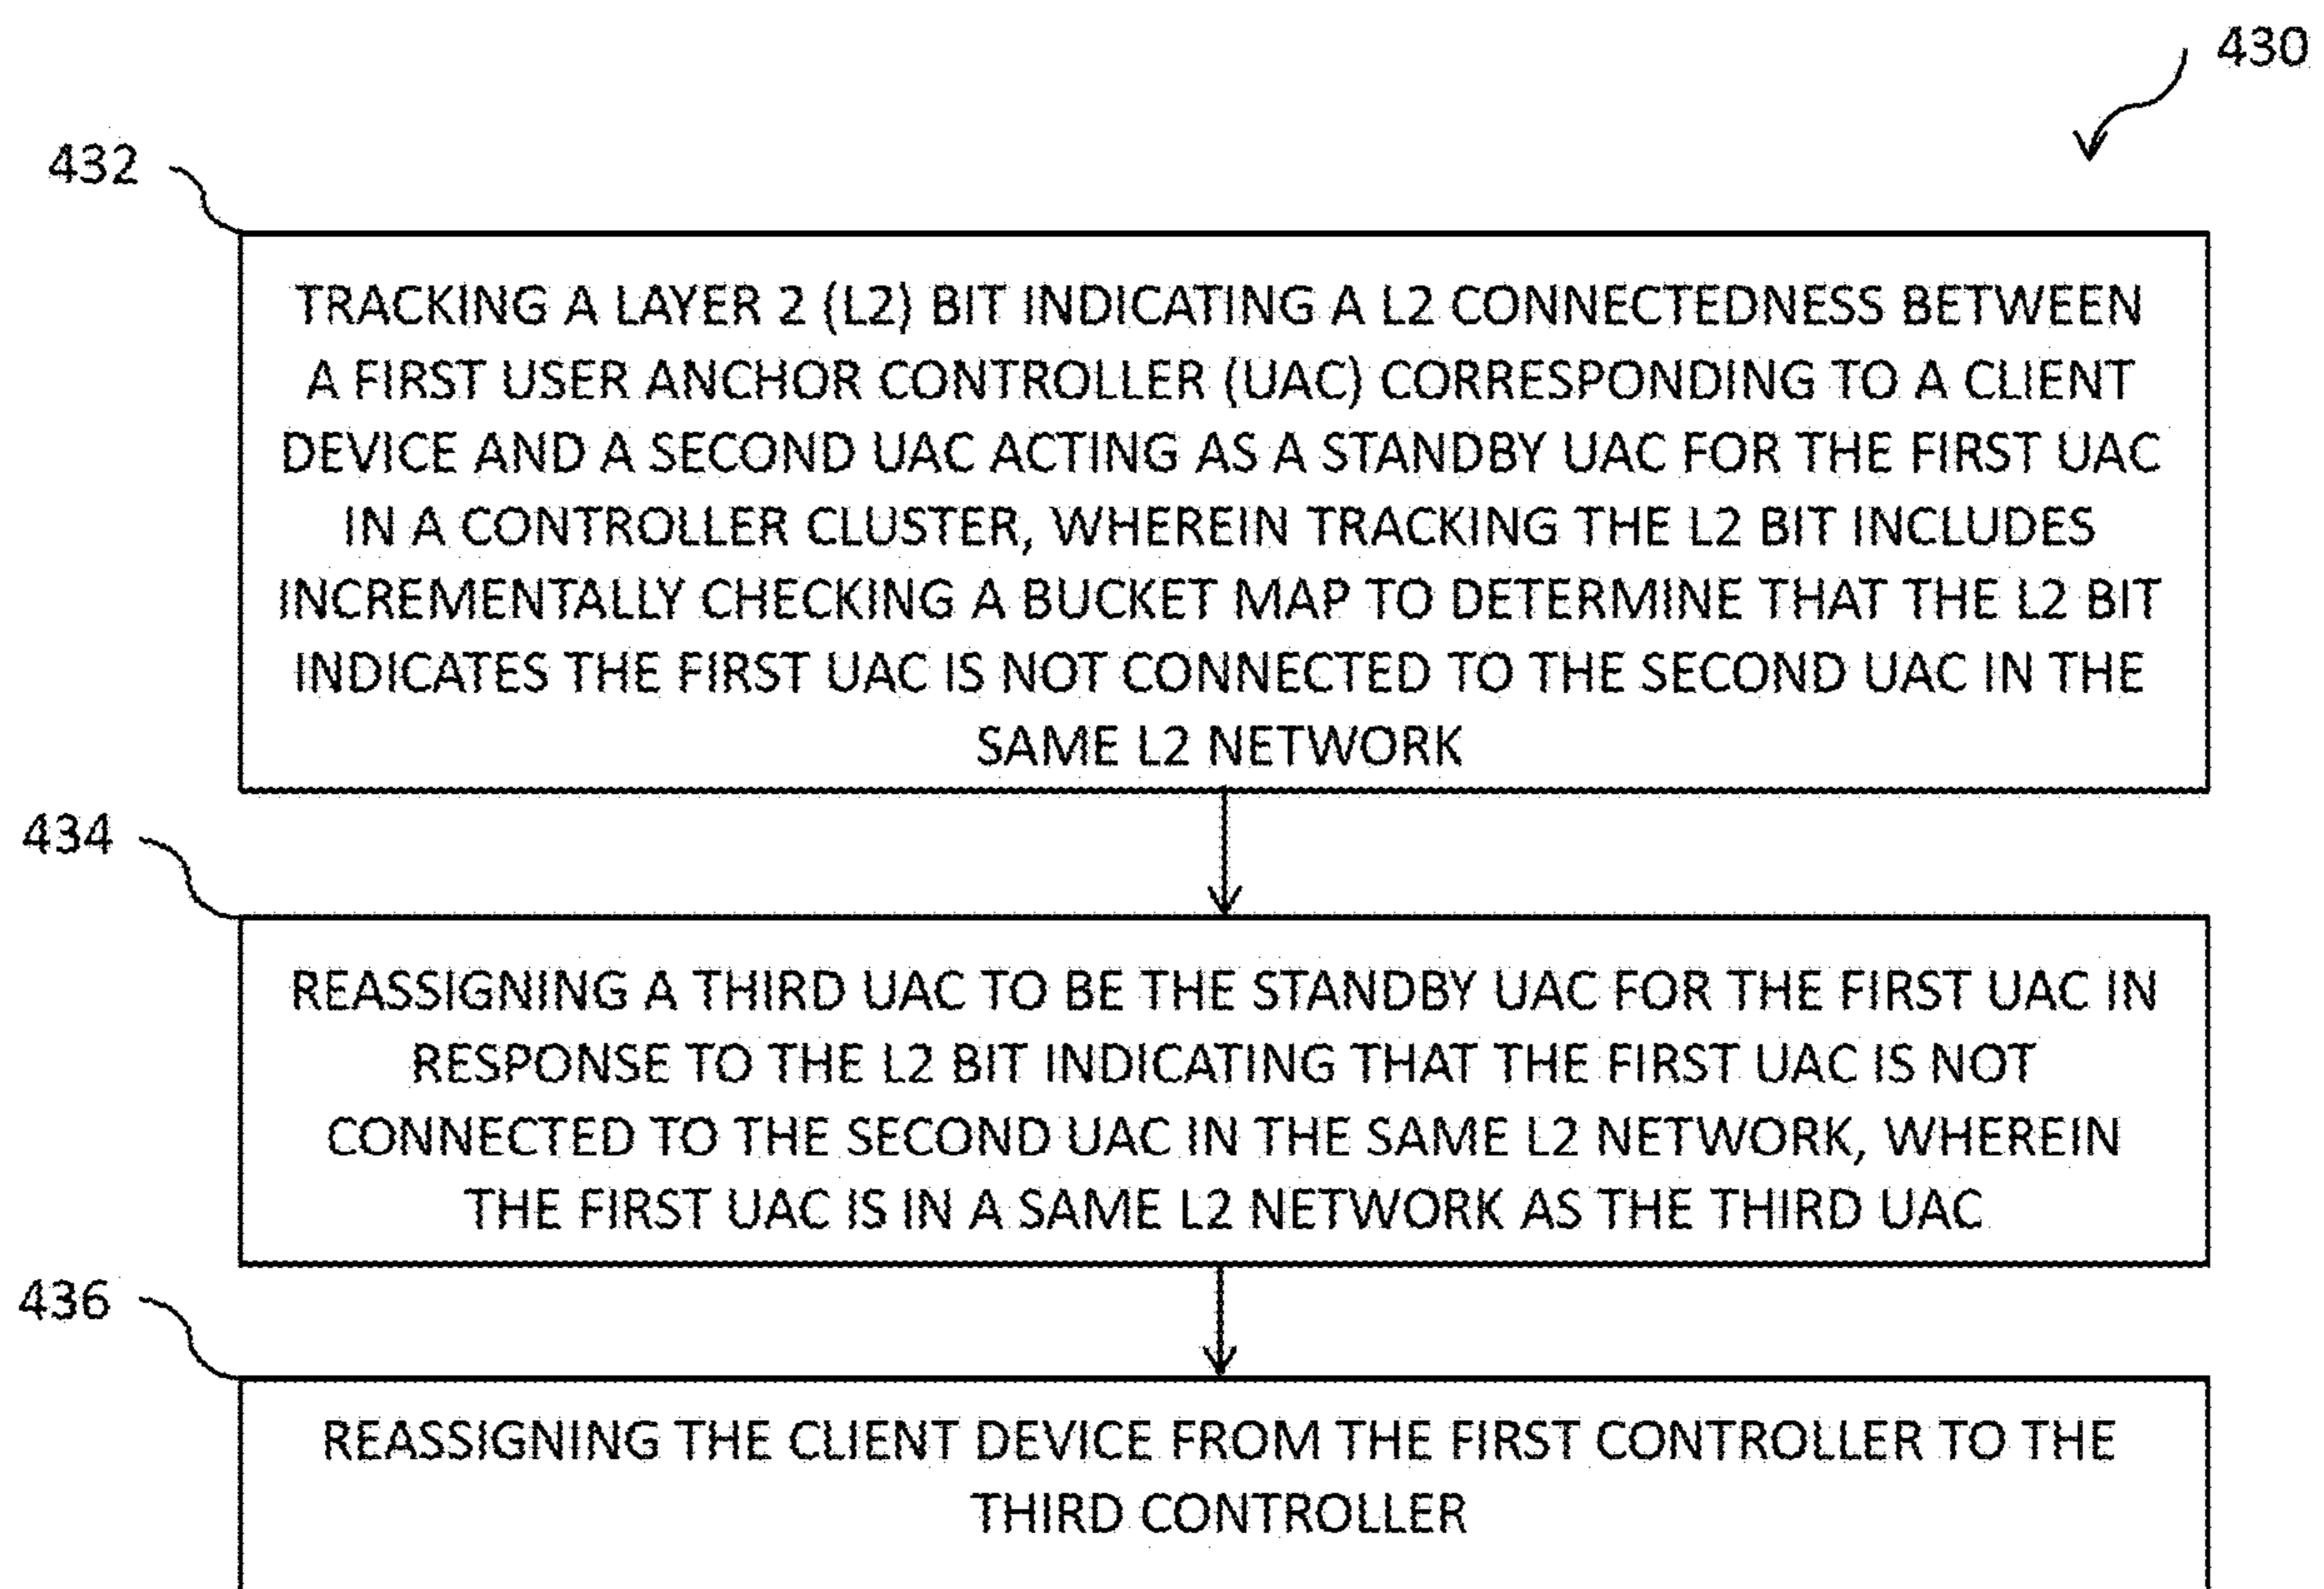 430
432
TRACKING A LAYER 2 (L2) BIT INDICATING A L2 CONNECTEDNESS BETWEEN
A FIRST USER ANCHOR CONTROLLER (UAC) CORRESPONDING TO A CLIENT
DEVICE AND A SECOND UAC ACTING AS A STANDBY UAC FOR THE FIRST UAC
IN A CONTROLLER CLUSTER, WHEREIN TRACKING THE L2 BIT INCLUDES
INCREMENTALLY CHECKING A BUCKET MAP TO DETERMINE THAT THE L2 BIT
INDICATES THE FIRST UAC IS NOT CONNECTED TO THE SECOND UAC IN THE
SAME L2 NETWORK
434
REASSIGNING A THIRD UAC TO BE THE STANDBY UAC FOR THE FIRST UAC IN
RESPONSE TO THE L2 BIT INDICATING THAT THE FIRST UAC IS NOT
CONNECTED TO THE SECOND UAC IN THE SAME L2 NETWORK, WHEREIN
THE FIRST UAC IS IN A SAME L2 NETWORK AS THE THIRD UAC
436
REASSIGNING THE CLIENT DEVICE FROM THE FIRST CONTROLLER TO THE
THIRD CONTROLLER